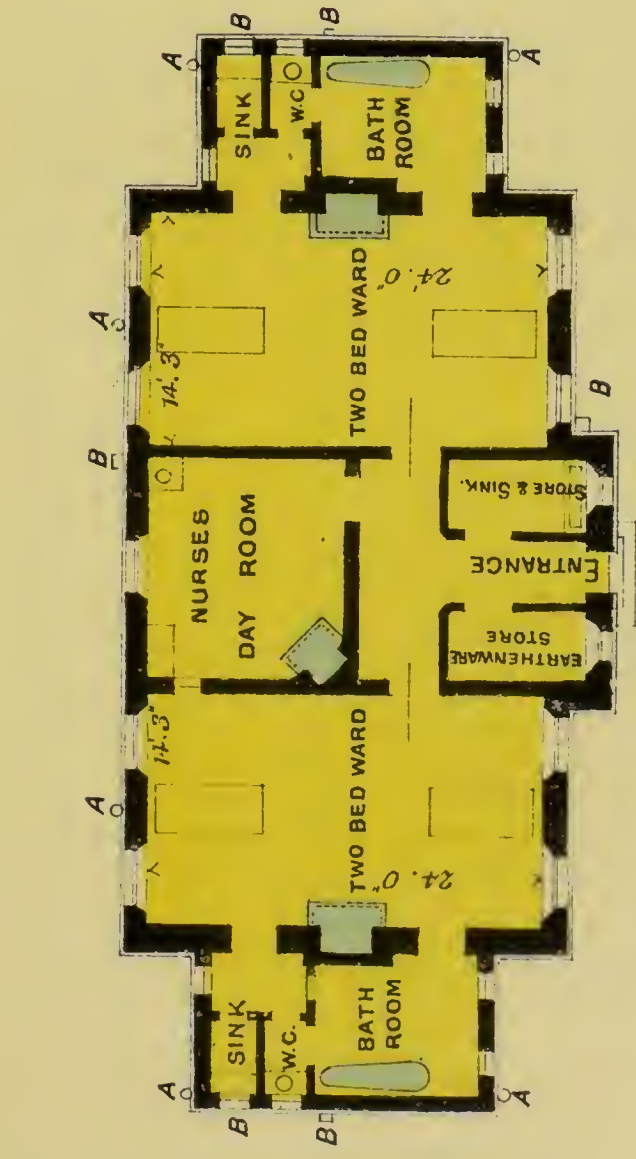 A
B
B
A
SINK
W.C
BATH
ROOM
A
14'.3"
TWO BED WARD
24'.0"
B
B
NURSES
DAY ROOM
STORE & SINK.
ENTRANCE
EARTHENWARE
STORE
A
14'.3"
TWO BED WARD
24'.0"
SINK
W.C.
BATH
ROOM
A
B
B
A